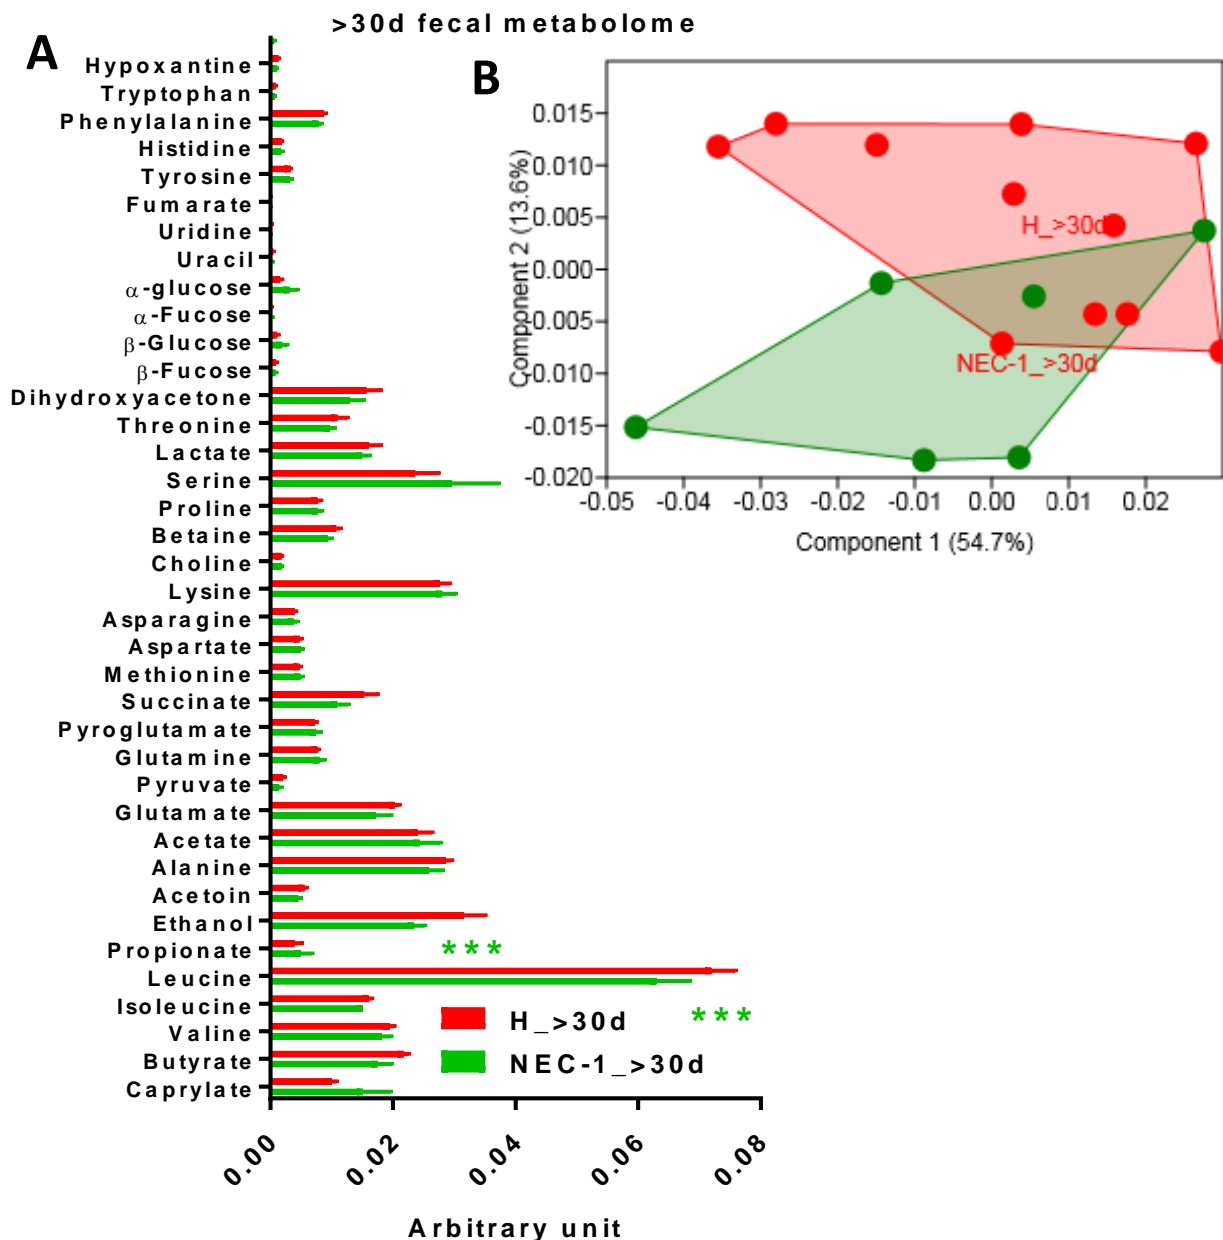 >30d fecal metabolome
A
Hypoxantine
Tryptophan
Phenylalanine
Histidine
Tyrosine
Fumarate
Uridine
Uracil
α-glucose
α-Fucose
β-Glucose
β-Fucose
Dihydroxyacetone
Threonine
Lactate
Serine
Proline
Betaine
Choline
Lysine
Asparagine
Aspartate
Methionine
Succinate
Pyroglutamate
Glutamine
Pyruvate
Glutamate
Acetate
Alanine
Acetoin
Ethanol
Propionate
Leucine
Isoleucine
Valine
Butyrate
Caprylate
***
***
H_>30d
NEC-1_>30d
0.00
0.02
0.04
0.06
0.08
Arbitrary unit
B
0.015
0.010
0.005
0.000
-0.005
-0.010
-0.015
-0.020
Component 2 (13.6%)
H_>30d
NEC-1_>30d
-0.05
-0.04
-0.03
-0.02
-0.01
0.00
0.01
0.02
Component 1 (54.7%)